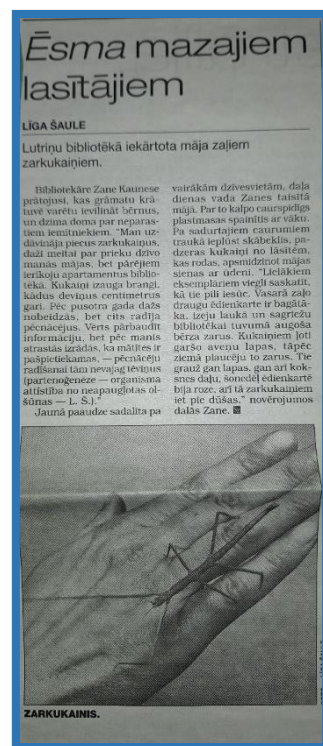 Ēsma mazajiem
lasītājiem
LĪGA ŠAULE
Lutriņu bibliotēkā iekārtota māja zaļiem
zarkukaiņiem.
Bibliotekāre Zane Kaunese
prātojusi, kas grāmatu krā-
tuvē varētu ievilināt bērnus,
un dzima doma par neparas-
tiem iemītniekiem. "Man uz-
dāvināja piecus zarkukaiņus,
daži meitai par prieku dzīvo
manās mājās, bet pārējiem
ierīkoju apartamentus biblio-
tēkā. Kukaiņi izauga brangi,
kādus deviņus centimetrus
gari. Pēc pusotra gada dažs
nobeidzās, bet cits radīja
pēcnācējus. Vērts pārbaudīt
informāciju, bet pēc manis
atrastās izrādās, ka mātītes ir
pašpietiekamas, — pēcnācēju
radīšanai tām nevajag tēviņus
(partenoģenēze — organisma
attīstība no neapaugļotas ol-
šūnas — L. Š.)."
Jaunā paaudze sadalīta pa
vairākām dzīvesvietām, daļa
dienas vada Zanes taisītā
mājā. Par to kalpo caurspīdīgs
plastmasas spainītis ar vāku.
Pa sadurtajiem caurumiem
traukā ieplūst skābeklis, pa-
dzeras kukaiņi no lāsītēm,
kas rodas, apsmidzinot mājas
sienas ar ūdeni. "Lielākiem
eksemplāriem viegli saskatīt,
kā tie pili iesūc. Vasarā zaļo
draugu ēdienkarte ir bagātā-
ka, izeju laukā un sagriežu
bibliotēkai tuvumā augoša
bērza zarus. Kukaiņiem ļoti
garšo aveņu lapas, tāpēc
ziemā plaucēju to zarus. Tie
grauž gan lapas, gan arī kok-
snes daļu, šonedēļ ēdienkartē
bija roze, arī tā zarkukaiņiem
iet pie dūšas," novērojumos
dalās Zane.
ZARKUKAINIS.